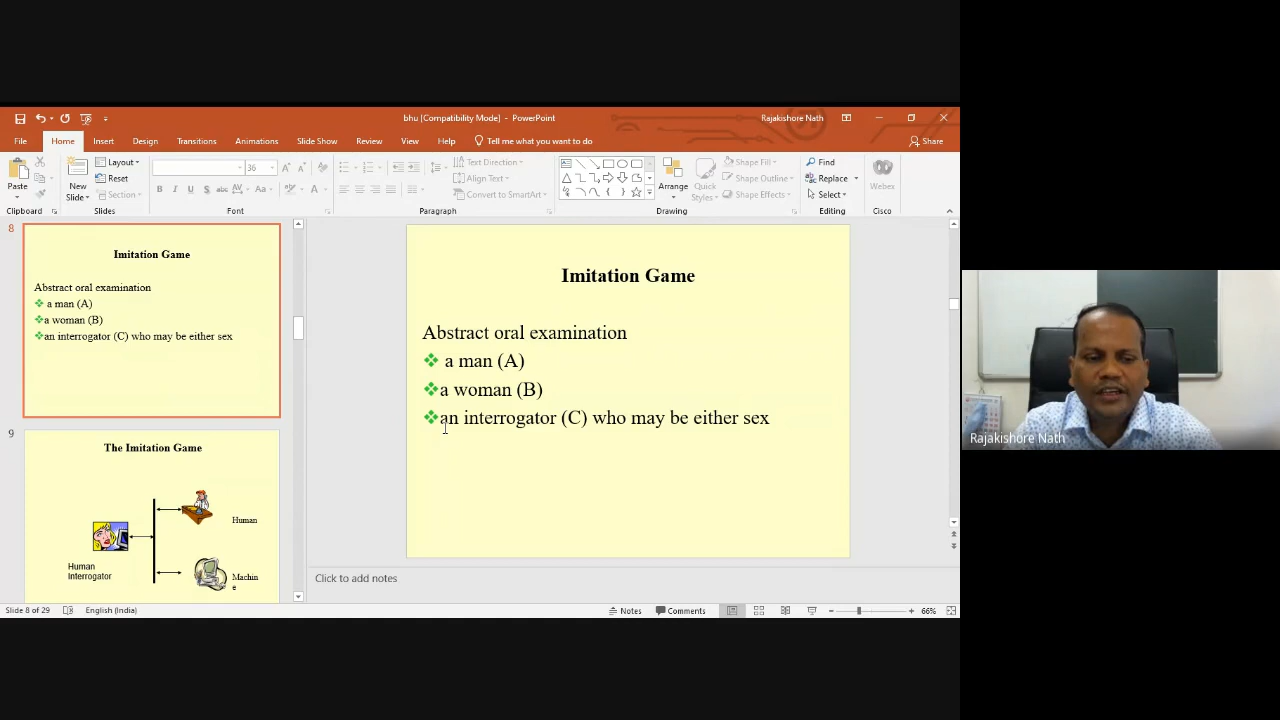 bhu [Compatibility Mode] - PowerPoint
Rajakishore Nath
File Home Insert Design Transitions Animations Slide Show Review View Help Tell me what you want to do Share
Paste
Clipboard
New Slide
Layout
Reset
Section
Slides
36
B I U S abc AV Aa A
Font
Text Direction
Align Text
Convert to SmartArt
Paragraph
Arrange
Quick Styles
Shape Fill
Shape Outline
Shape Effects
Drawing
Find
Replace
Select
Editing
Webex
Cisco
8
Imitation Game
Abstract oral examination
a man (A)
a woman (B)
an interrogator (C) who may be either sex
9
The Imitation Game
Human
Human
Interrogator
Machin
e
Imitation Game
Abstract oral examination
a man (A)
a woman (B)
an interrogator (C) who may be either sex
Click to add notes
Slide 8 of 29 English (India) Notes Comments 66%
Rajakishore Nath